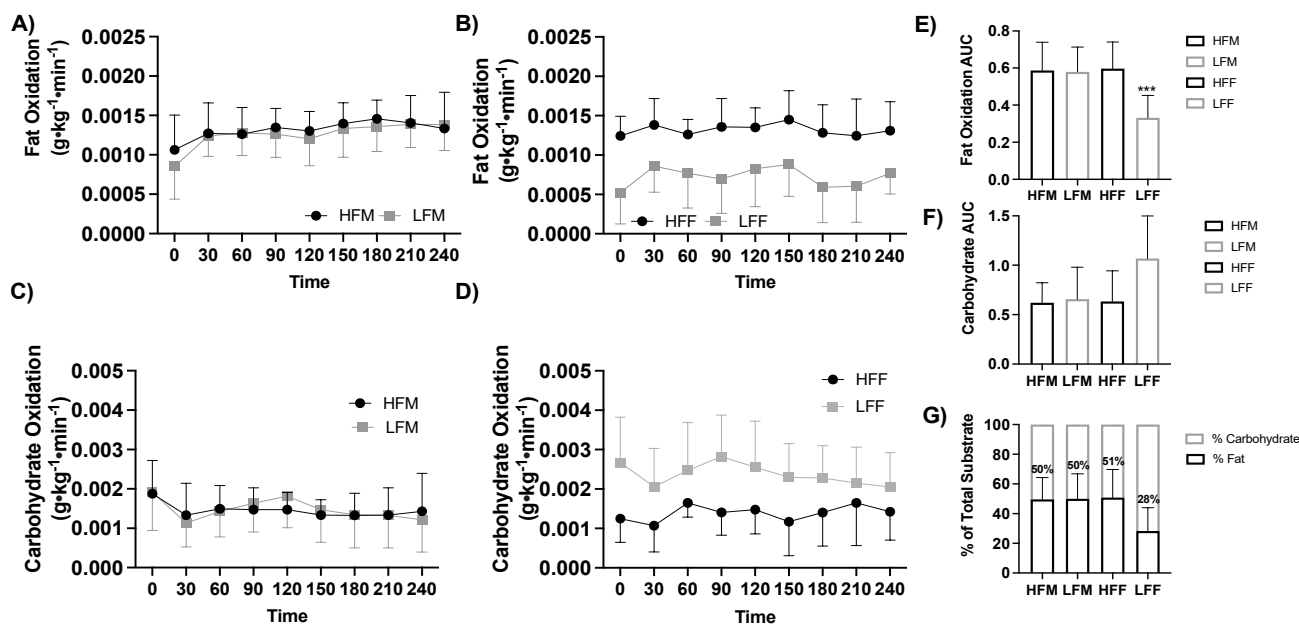 A)
Fat Oxidation
(g•kg⁻¹•min⁻¹)
0.0025
0.0020
0.0015
0.0010
0.0005
0.0000
HFM LFM
0 30 60 90 120 150 180 210 240
Time
B)
Fat Oxidation
(g•kg⁻¹•min⁻¹)
0.0025
0.0020
0.0015
0.0010
0.0005
0.0000
HFF LFF
0 30 60 90 120 150 180 210 240
Time
C)
Carbohydrate Oxidation
(g•kg⁻¹•min⁻¹)
0.005
0.004
0.003
0.002
0.001
0.000
HFM
LFM
0 30 60 90 120 150 180 210 240
Time
D)
Carbohydrate Oxidation
(g•kg⁻¹•min⁻¹)
0.005
0.004
0.003
0.002
0.001
0.000
HFF
LFF
0 30 60 90 120 150 180 210 240
Time
E)
Fat Oxidation AUC
0.8
0.6
0.4
0.2
0.0
***
HFM LFM HFF LFF
HFM
LFM
HFF
LFF
F)
Carbohydrate AUC
1.5
1.0
0.5
0.0
HFM LFM HFF LFF
HFM
LFM
HFF
LFF
G)
% of Total Substrate
100
80
60
40
20
0
50% 50% 51% 28%
HFM LFM HFF LFF
% Carbohydrate
% Fat